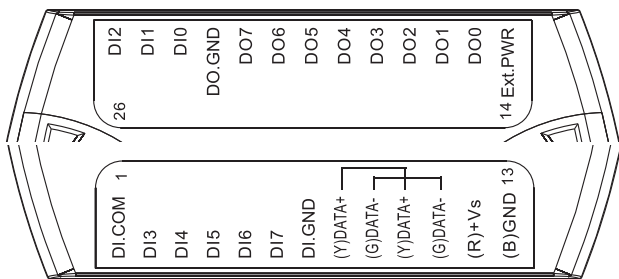 DI2
DI1
DI0
DO.GND
DO7
DO6
DO5
DO4
DO3
DO2
DO1
DO0
Ext.PWR
26
14
1
13
DI.COM
DI3
DI4
DI5
DI6
DI7
DI.GND
(Y)DATA+
(G)DATA-
(Y)DATA+
(G)DATA-
(R)+Vs
(B)GND